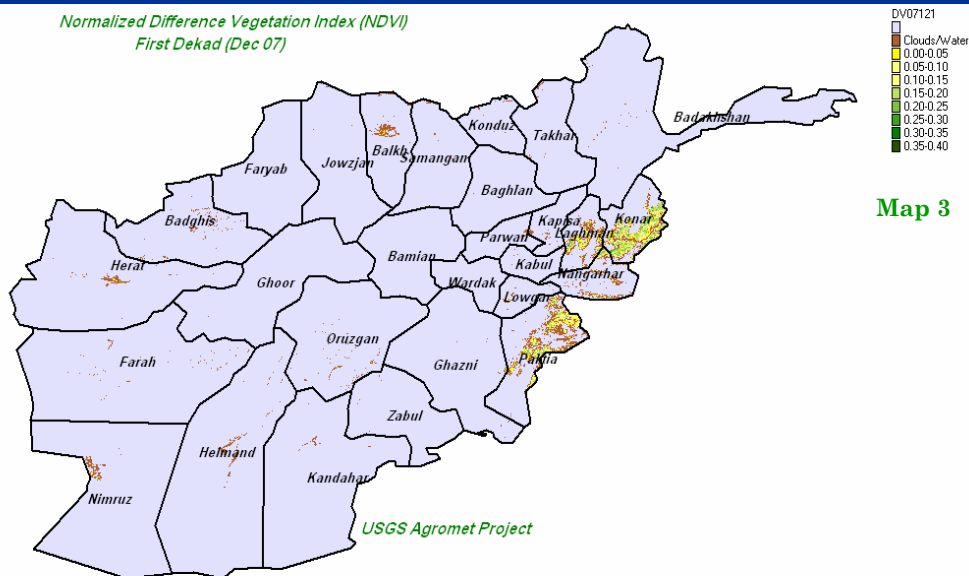 Normalized Difference Vegetation Index (NDVI)
First Dekad (Dec 07)
DV07121
Clouds/Water
0.00-0.05
0.05-0.10
0.10-0.15
0.15-0.20
0.20-0.25
0.25-0.30
0.30-0.35
0.35-0.40
Map 3
Badakhshan
Konduz
Takhar
Balkh
Samangan
Jowzjan
Faryab
Baghlan
Badghis
Kapisa
Konar
Laghman
Parwan
Herat
Bamian
Kabul
Nangarhar
Ghoor
Wardak
Lowgar
Oruzgan
Farah
Ghazni
Paktia
Zabul
Helmand
Kandahar
Nimruz
USGS Agromet Project